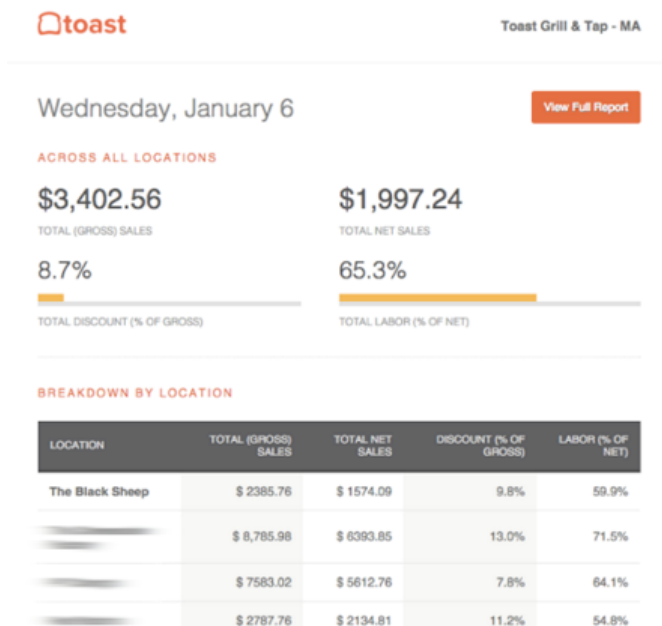 toast
Toast Grill & Tap - MA
Wednesday, January 6
View Full Report
ACROSS ALL LOCATIONS
$3,402.56
TOTAL (GROSS) SALES
$1,997.24
TOTAL NET SALES
8.7%
TOTAL DISCOUNT (% OF GROSS)
65.3%
TOTAL LABOR (% OF NET)
BREAKDOWN BY LOCATION
LOCATION TOTAL (GROSS) SALES TOTAL NET SALES DISCOUNT (% OF GROSS) LABOR (% OF NET)
The Black Sheep $ 2385.76 $ 1574.09 9.8% 59.9%
$ 8,785.98 $ 6393.85 13.0% 71.5%
$ 7583.02 $ 5612.76 7.8% 64.1%
$ 2787.76 $ 2134.81 11.2% 54.8%